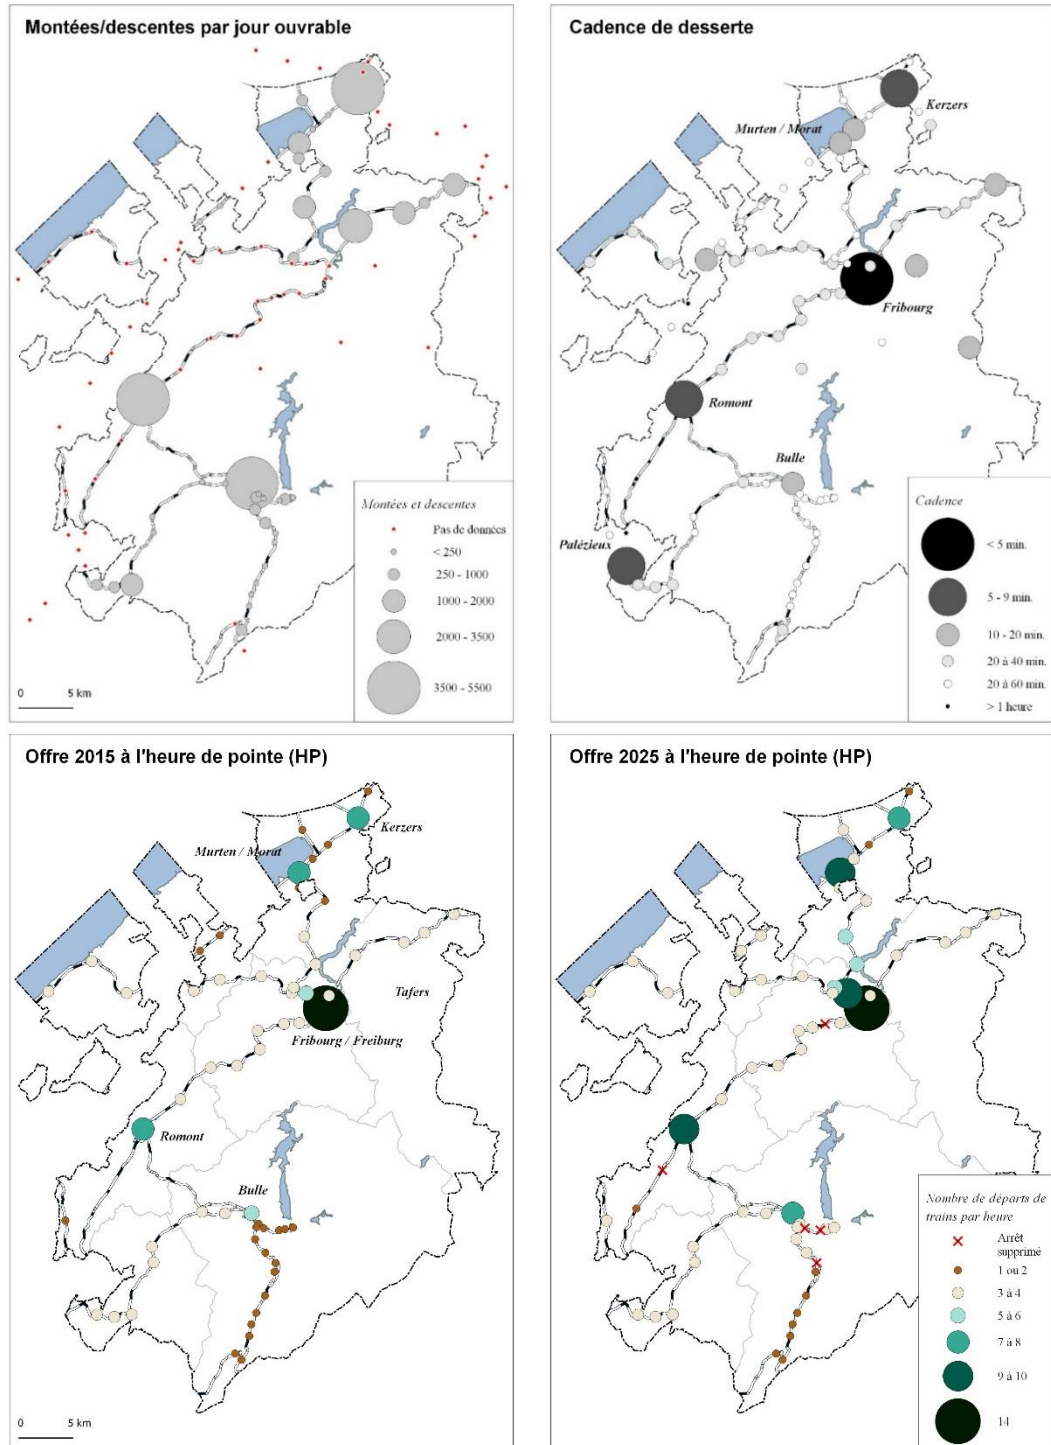 Montées/descentes par jour ouvrable
Montées et descentes
Pas de données
< 250
250 - 1000
1000 - 2000
2000 - 3500
3500 - 5500
0 5 km
Cadence de desserte
Kerzers
Murten / Morat
Fribourg
Romont
Bulle
Palézieux
Cadence
< 5 min.
5 - 9 min.
10 - 20 min.
20 à 40 min.
20 à 60 min.
> 1 heure
Offre 2015 à l'heure de pointe (HP)
Kerzers
Murten / Morat
Tafers
Fribourg / Freiburg
Romont
Bulle
0 5 km
Offre 2025 à l'heure de pointe (HP)
Nombre de départs de
trains par heure
Arrêt
supprimé
1 ou 2
3 à 4
5 à 6
7 à 8
9 à 10
14